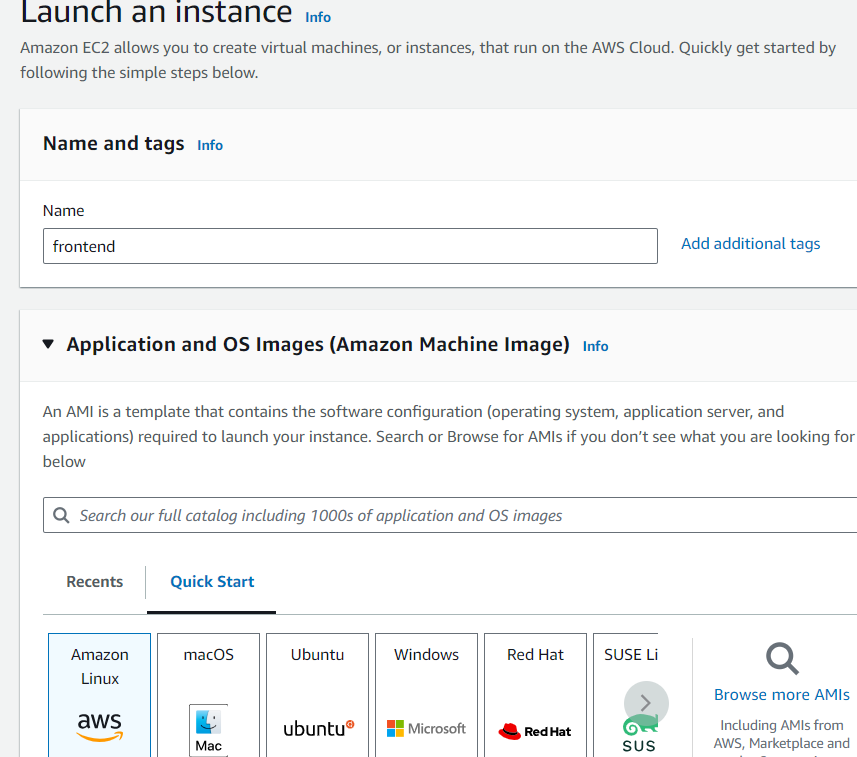 Launch an instance Info
Amazon EC2 allows you to create virtual machines, or instances, that run on the AWS Cloud. Quickly get started by
following the simple steps below.
Name and tags Info
Name
frontend
Add additional tags
Application and OS Images (Amazon Machine Image) Info
An AMI is a template that contains the software configuration (operating system, application server, and
applications) required to launch your instance. Search or Browse for AMIs if you don’t see what you are looking for
below
Search our full catalog including 1000s of application and OS images
Recents
Quick Start
Amazon
Linux
aws
macOS
Mac
Ubuntu
ubuntu
Windows
Microsoft
Red Hat
Red Hat
SUSE Li
SUS
Browse more AMIs
Including AMIs from
AWS, Marketplace and